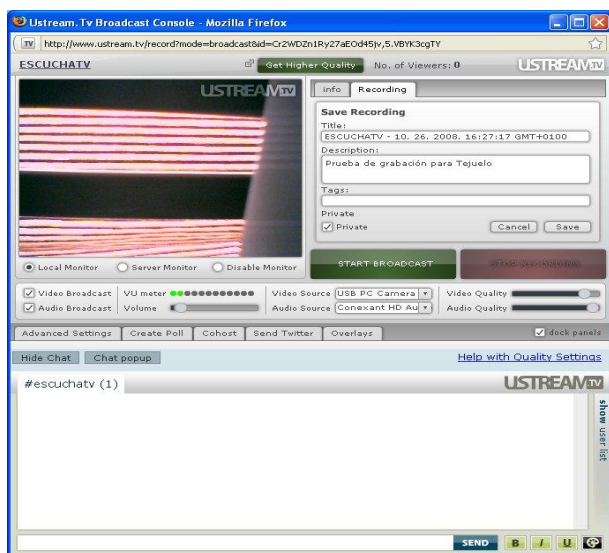 Ustream.Tv Broadcast Console - Mozilla Firefox
TV http://www.ustream.tv/record?mode=broadcast&id=Cr2WDZn1Ry27aEOd45jv,5.VBYK3cgTY
ESCUCHATV Get Higher Quality No. of Viewers: 0 USTREAMTV
USTREAMTV
info Recording
Save Recording
Title:
ESCUCHATV - 10. 26. 2008. 16:27:17 GMT+0100
Description:
Prueba de grabación para Tejuelo
Tags:
Private
Private Cancel Save
Local Monitor Server Monitor Disable Monitor
START BROADCAST STOP RECORDING
Video Broadcast VU meter Video Source USB PC Camera Video Quality
Audio Broadcast Volume Audio Source Conexant HD Au Audio Quality
Advanced Settings Create Poll Cohost Send Twitter Overlays dock panels
Hide Chat Chat popup Help with Quality Settings
#escuchatv (1) USTREAMTV
show user list
SEND B I U